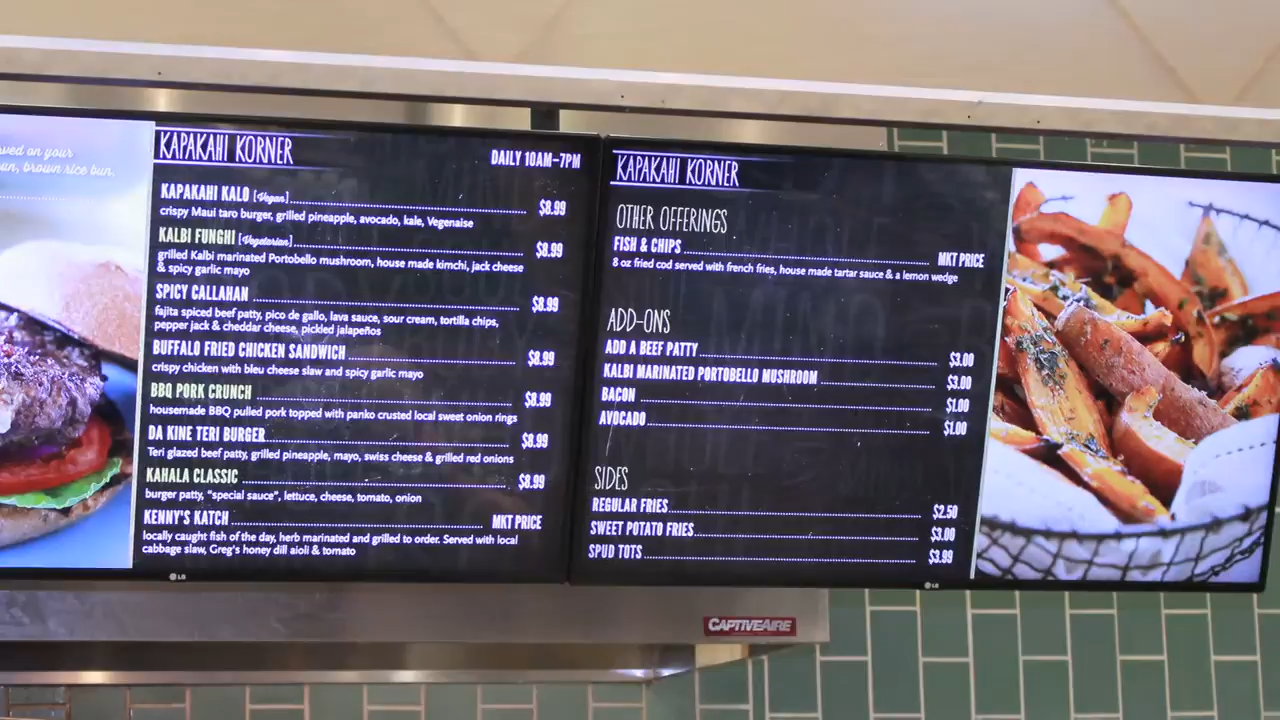 ved on your
un, brown rice bun,
KAPAKAHI KORNER
DAILY 10AM-7PM
KAPAKAHI KALO [Vegan] $8.99
crispy Maui taro burger, grilled pineapple, avocado, kale, Vegenaise
KALBI FUNGHI [Vegetarian] $8.99
grilled Kalbi marinated Portobello mushroom, house made kimchi, jack cheese
& spicy garlic mayo
SPICY CALLAHAN $8.99
fajita spiced beef patty, pico de gallo, lava sauce, sour cream, tortilla chips,
pepper jack & cheddar cheese, pickled jalapeños
BUFFALO FRIED CHICKEN SANDWICH $8.99
crispy chicken with bleu cheese slaw and spicy garlic mayo
BBQ PORK CRUNCH $8.99
housemade BBQ pulled pork topped with panko crusted local sweet onion rings
DA KINE TERI BURGER $8.99
Teri glazed beef patty, grilled pineapple, mayo, swiss cheese & grilled red onions
KAHALA CLASSIC $8.99
burger patty, "special sauce", lettuce, cheese, tomato, onion
KENNY'S KATCH MKT PRICE
locally caught fish of the day, herb marinated and grilled to order. Served with local
cabbage slaw, Greg's honey dill aioli & tomato
LG
KAPAKAHI KORNER
OTHER OFFERINGS
FISH & CHIPS MKT PRICE
8 oz fried cod served with french fries, house made tartar sauce & a lemon wedge
ADD-ONS
ADD A BEEF PATTY $3.00
KALBI MARINATED PORTOBELLO MUSHROOM $3.00
BACON $1.00
AVOCADO $1.00
SIDES
REGULAR FRIES $2.50
SWEET POTATO FRIES $3.00
SPUD TOTS $3.99
LG
CAPTIVEAIRE